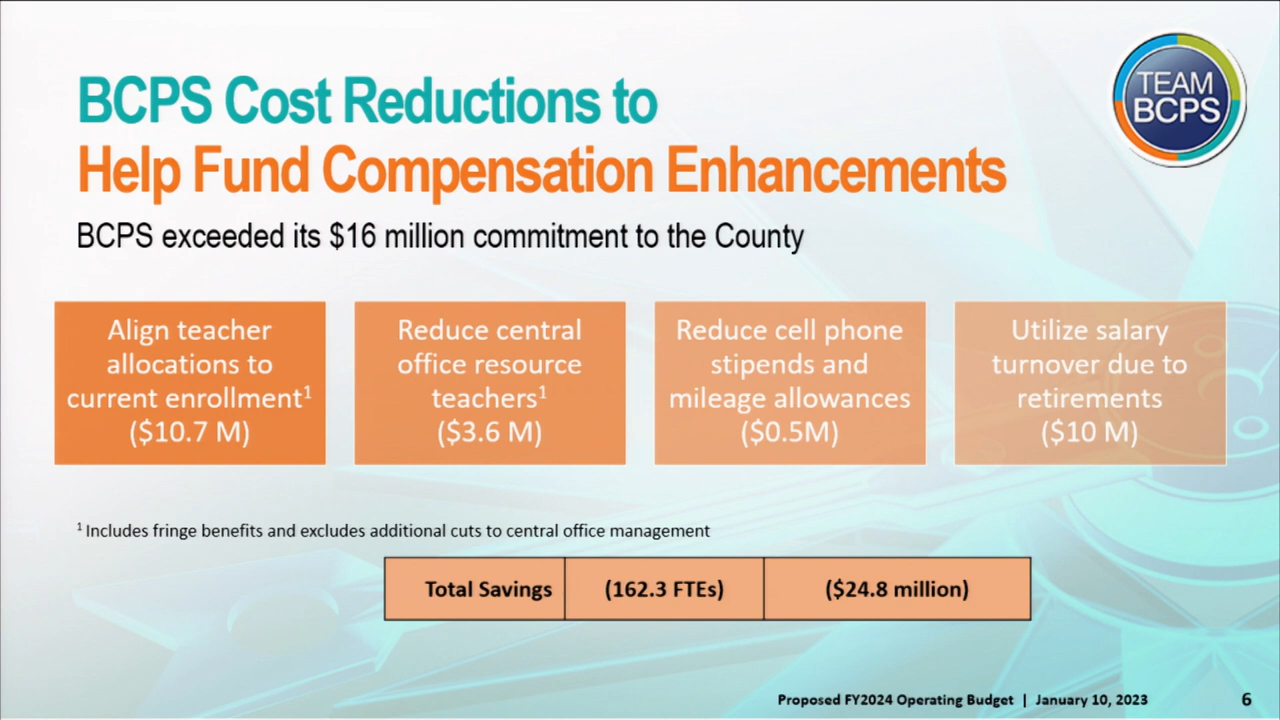 BCPS Cost Reductions to
Help Fund Compensation Enhancements
TEAM
BCPS
BCPS exceeded its $16 million commitment to the County
Align teacher
allocations to
current enrollment¹
($10.7 M)
Reduce central
office resource
teachers¹
($3.6 M)
Reduce cell phone
stipends and
mileage allowances
($0.5M)
Utilize salary
turnover due to
retirements
($10 M)
¹ Includes fringe benefits and excludes additional cuts to central office management
Total Savings (162.3 FTEs) ($24.8 million)
Proposed FY2024 Operating Budget | January 10, 2023 6